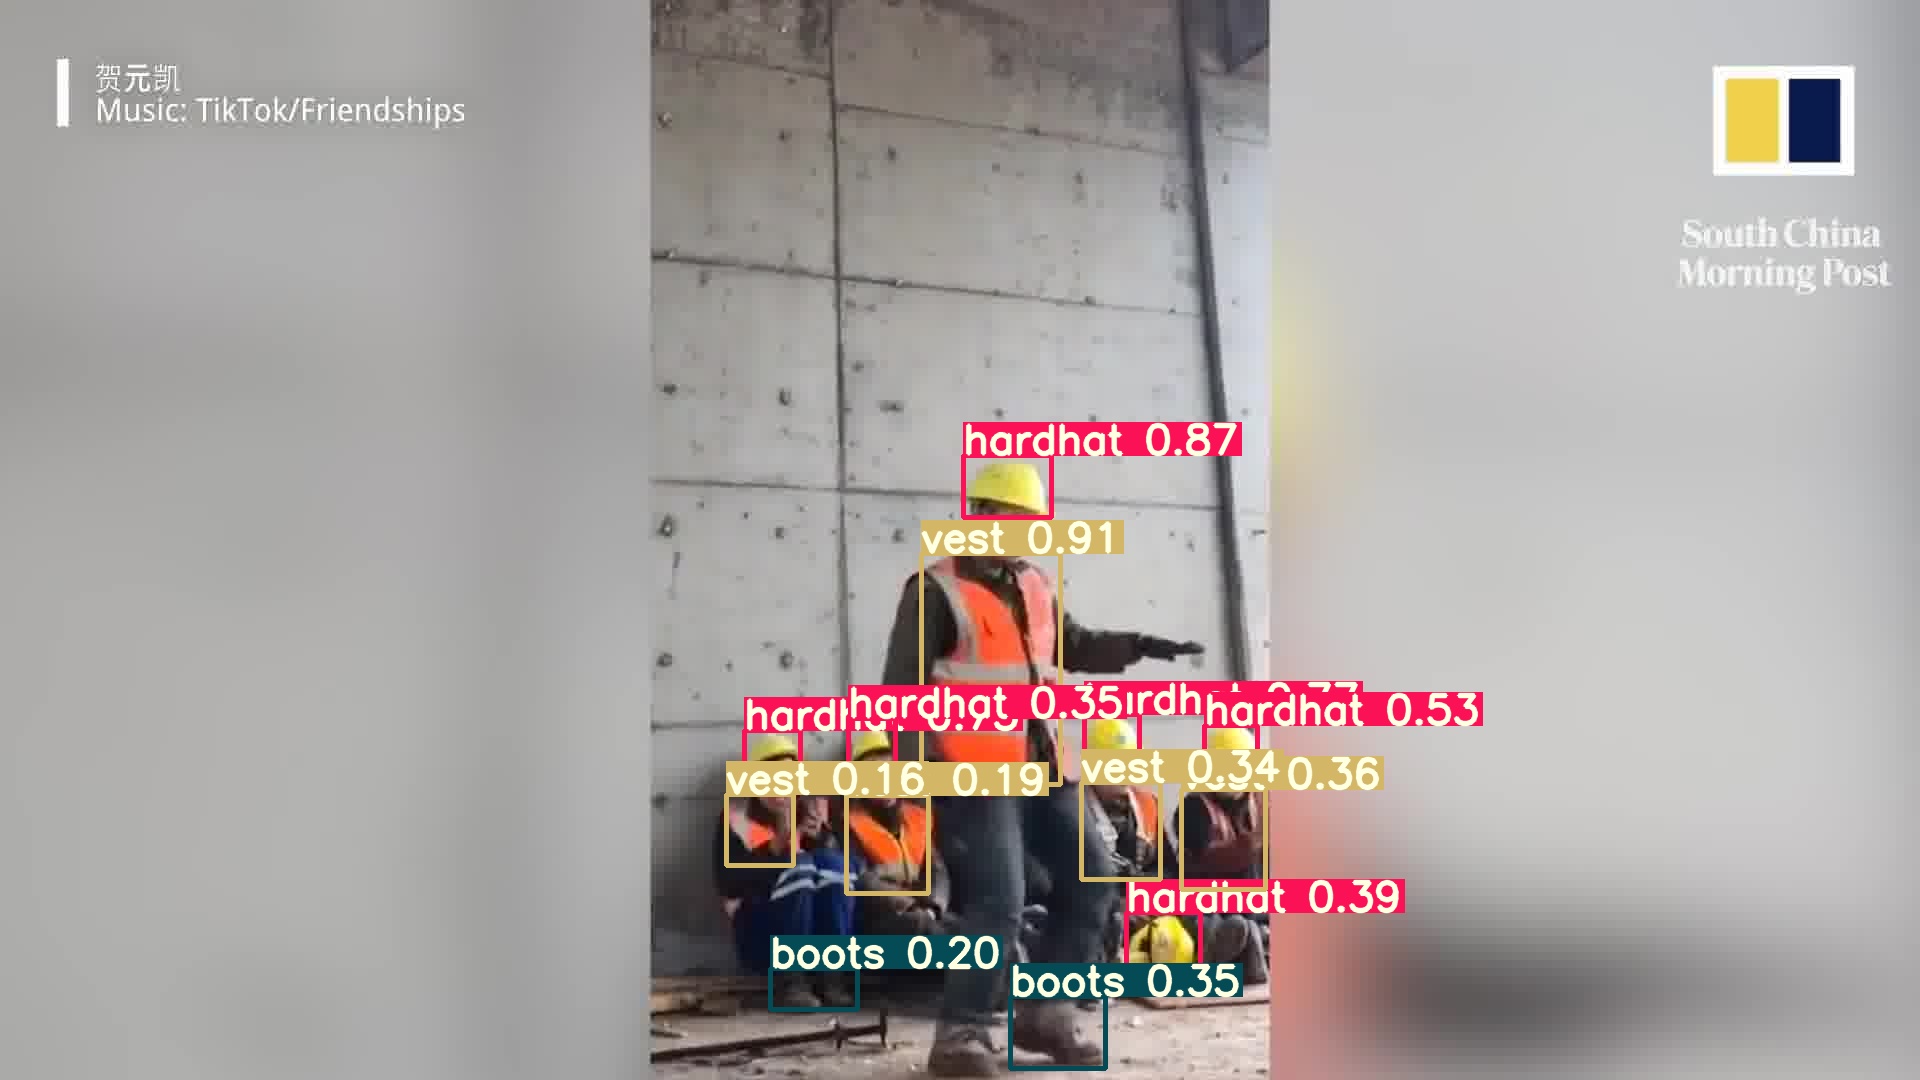 贺元凯
Music: TikTok/Friendships
South China
Morning Post
hardhat 0.87
vest 0.91
hardhat 0.35
hardhat 0.53
vest 0.16
0.19
vest 0.34
0.36
hardhat 0.39
boots 0.20
boots 0.35